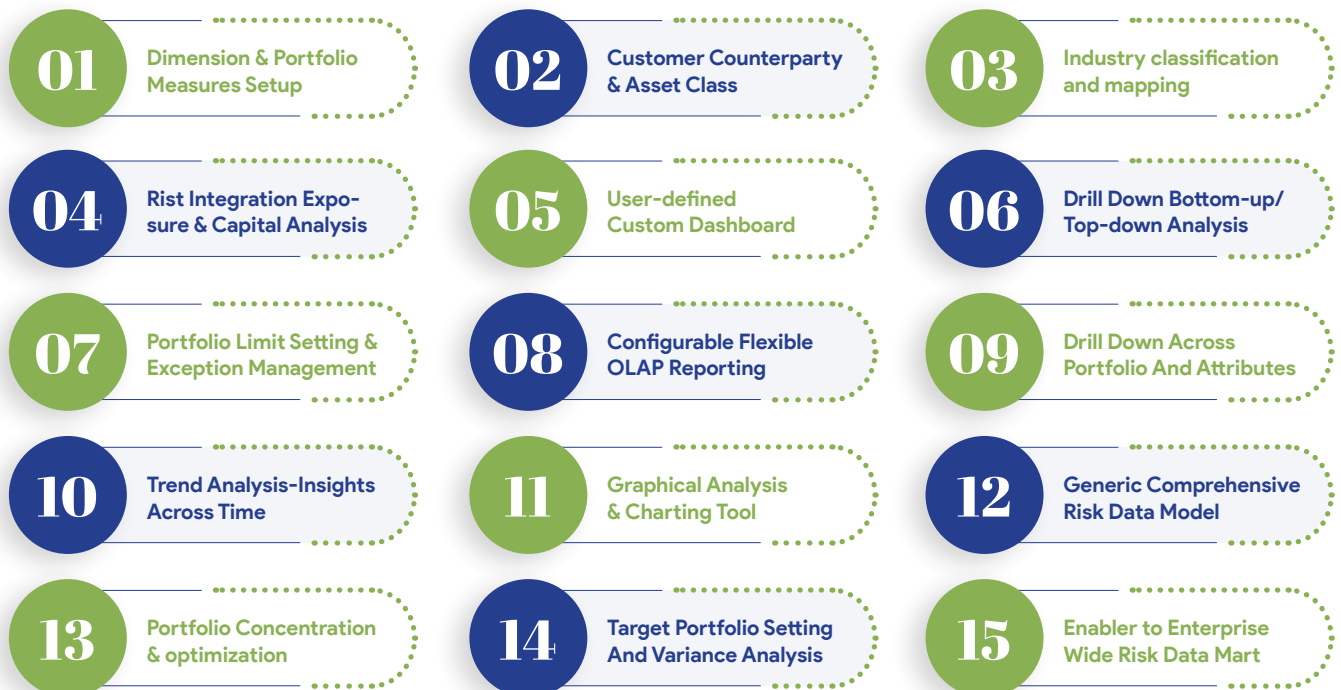 01
Dimension & Portfolio
Measures Setup
02
Customer Counterparty
& Asset Class
03
Industry classification
and mapping
04
Rist Integration Expo-
sure & Capital Analysis
05
User-defined
Custom Dashboard
06
Drill Down Bottom-up/
Top-down Analysis
07
Portfolio Limit Setting &
Exception Management
08
Configurable Flexible
OLAP Reporting
09
Drill Down Across
Portfolio And Attributes
10
Trend Analysis-Insights
Across Time
11
Graphical Analysis
& Charting Tool
12
Generic Comprehensive
Risk Data Model
13
Portfolio Concentration
& optimization
14
Target Portfolio Setting
And Variance Analysis
15
Enabler to Enterprise
Wide Risk Data Mart